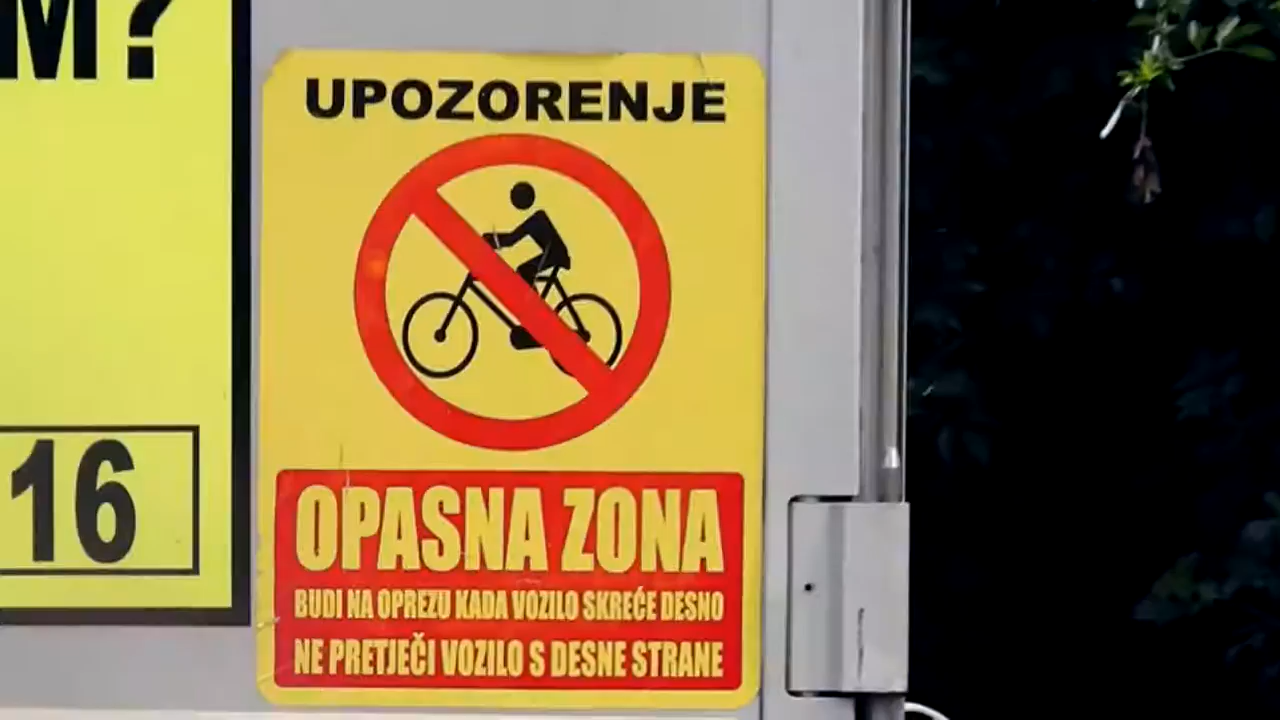 M?
UPOZORENJE
16
OPASNA ZONA
BUDI NA OPREZU KADA VOZILO SKREĆE DESNO
NE PRETJEČI VOZILO S DESNE STRANE